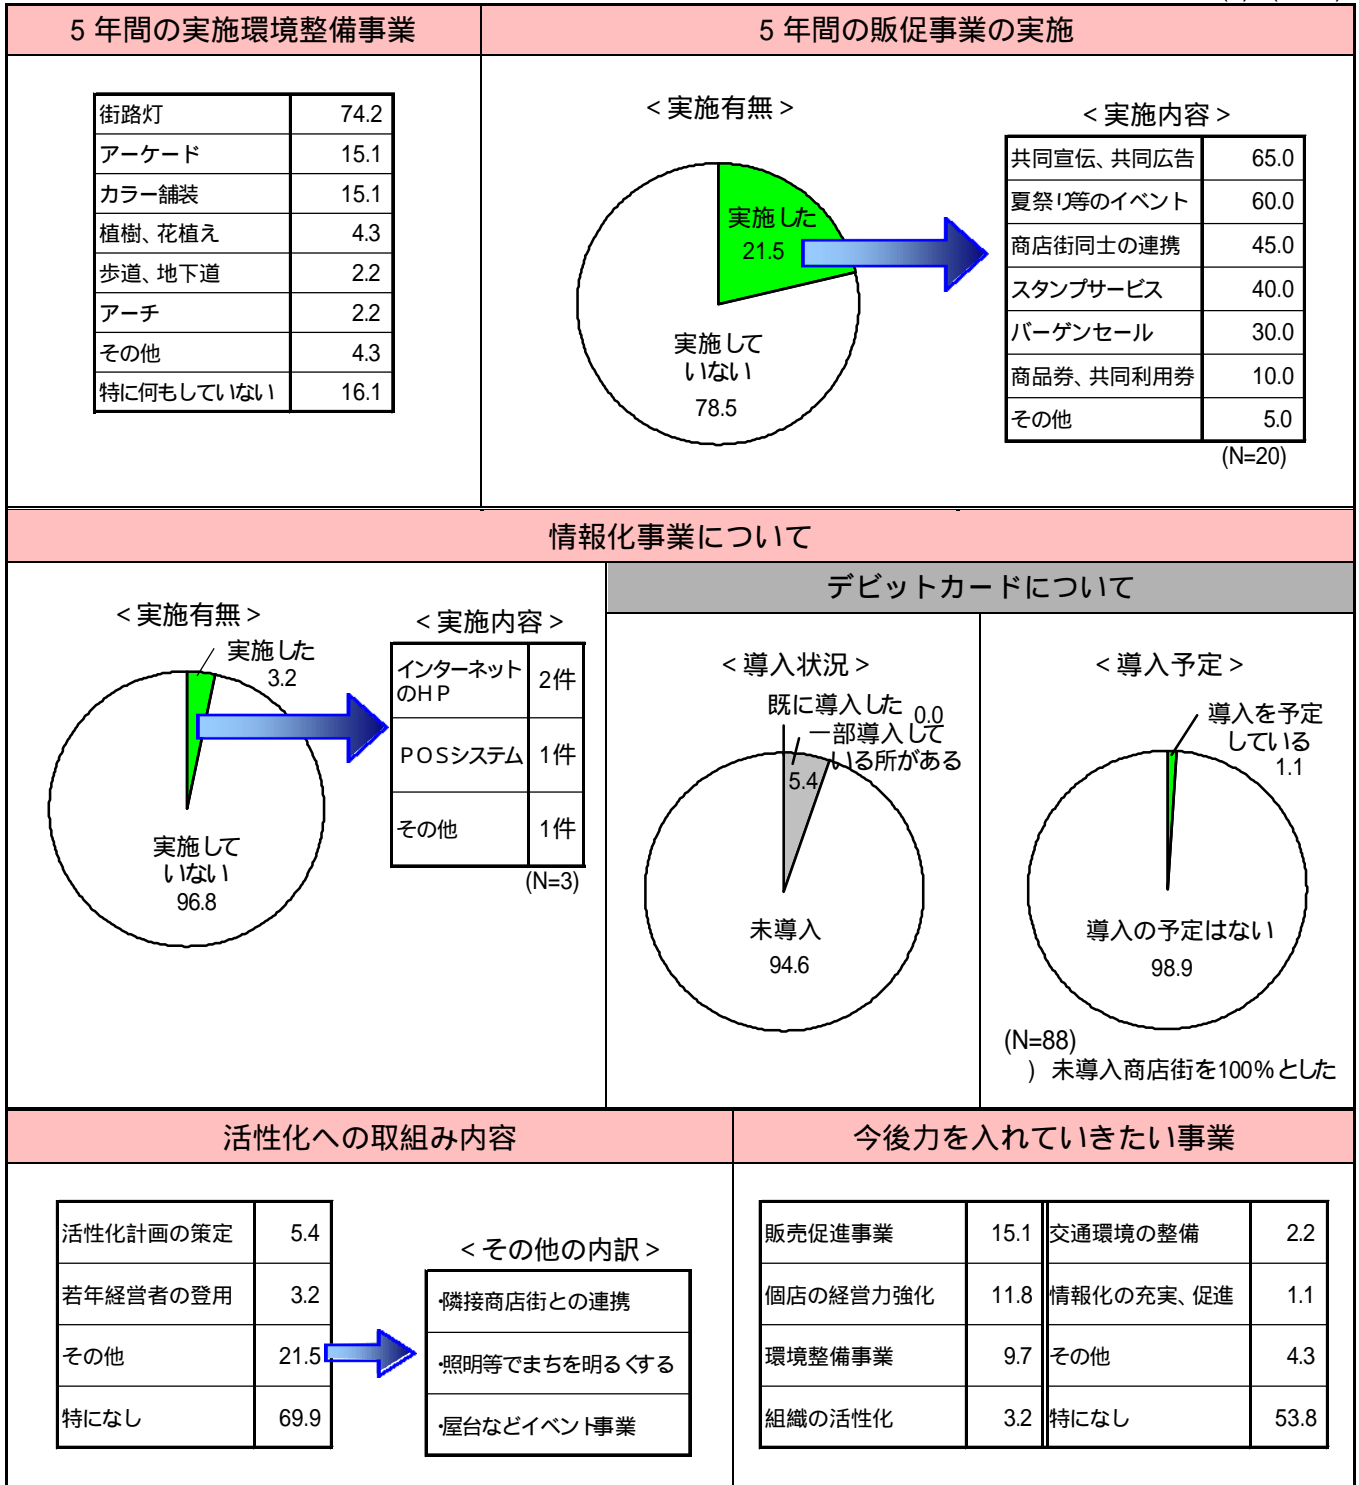 5年間の実施環境整備事業
5年間の販促事業の実施
街路灯 74.2
アーケード 15.1
カラー舗装 15.1
植樹、花植え 4.3
歩道、地下道 2.2
アーチ 2.2
その他 4.3
特に何もしていない 16.1
<実施有無>
実施した
21.5
実施して
いない
78.5
<実施内容>
共同宣伝、共同広告 65.0
夏祭り等のイベント 60.0
商店街同士の連携 45.0
スタンプサービス 40.0
バーゲンセール 30.0
商品券、共同利用券 10.0
その他 5.0
(N=20)
情報化事業について
<実施有無>
実施した
3.2
実施して
いない
96.8
<実施内容>
インターネット
のHP 2件
POSシステム 1件
その他 1件
(N=3)
デビットカードについて
<導入状況>
既に導入した 0.0
一部導入して
いる所がある
5.4
未導入
94.6
<導入予定>
導入を予定
している
1.1
導入の予定はない
98.9
(N=88)
) 未導入商店街を100%とした
活性化への取組み内容
活性化計画の策定 5.4
若年経営者の登用 3.2
その他 21.5
特になし 69.9
<その他の内訳>
・隣接商店街との連携
・照明等でまちを明るくする
・屋台などイベント事業
今後力を入れていきたい事業
販売促進事業 15.1 交通環境の整備 2.2
個店の経営力強化 11.8 情報化の充実、促進 1.1
環境整備事業 9.7 その他 4.3
組織の活性化 3.2 特になし 53.8